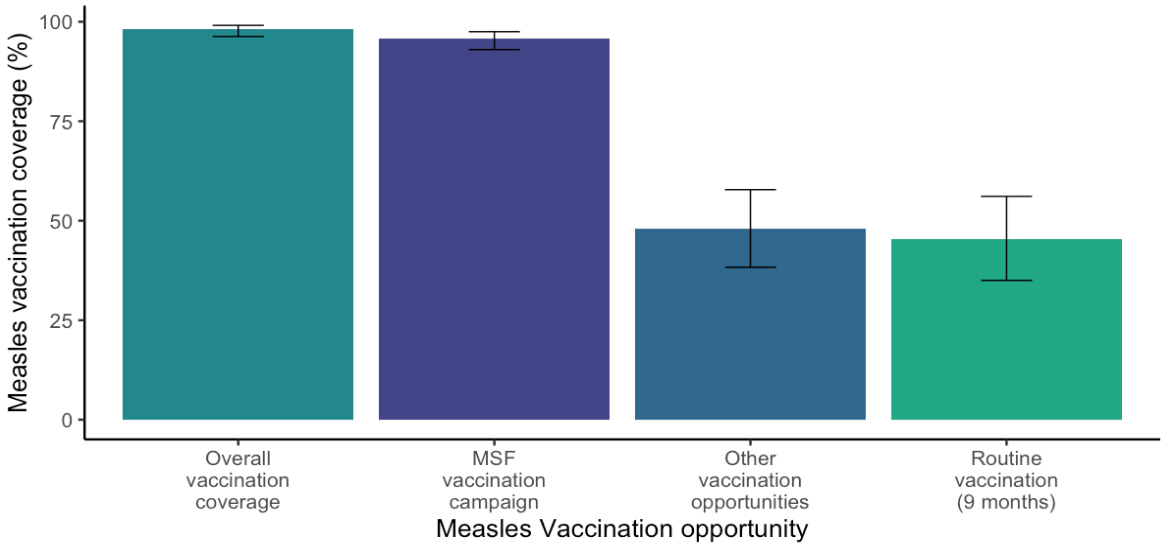 Measles vaccination coverage (%)
100
75
50
25
0
Overall
vaccination
coverage
MSF
vaccination
campaign
Other
vaccination
opportunities
Routine
vaccination
(9 months)
Measles Vaccination opportunity